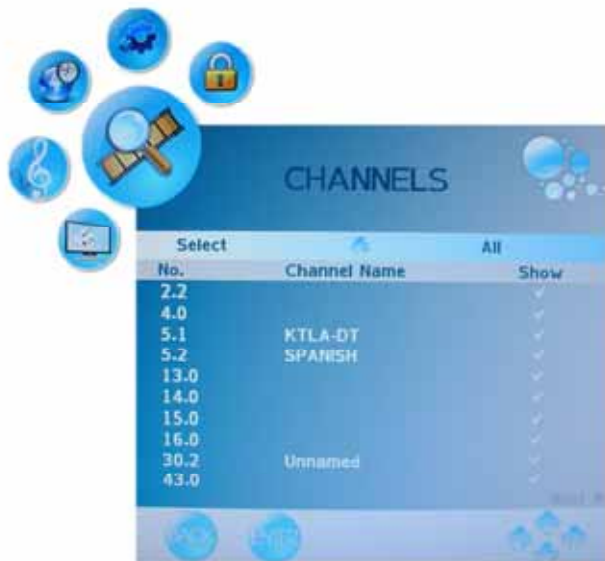 CHANNELS
Select All
No. Channel Name Show
2.2
4.0
5.1 KTLA-DT
5.2 SPANISH
13.0
14.0
15.0
16.0
30.2 Unnamed
43.0